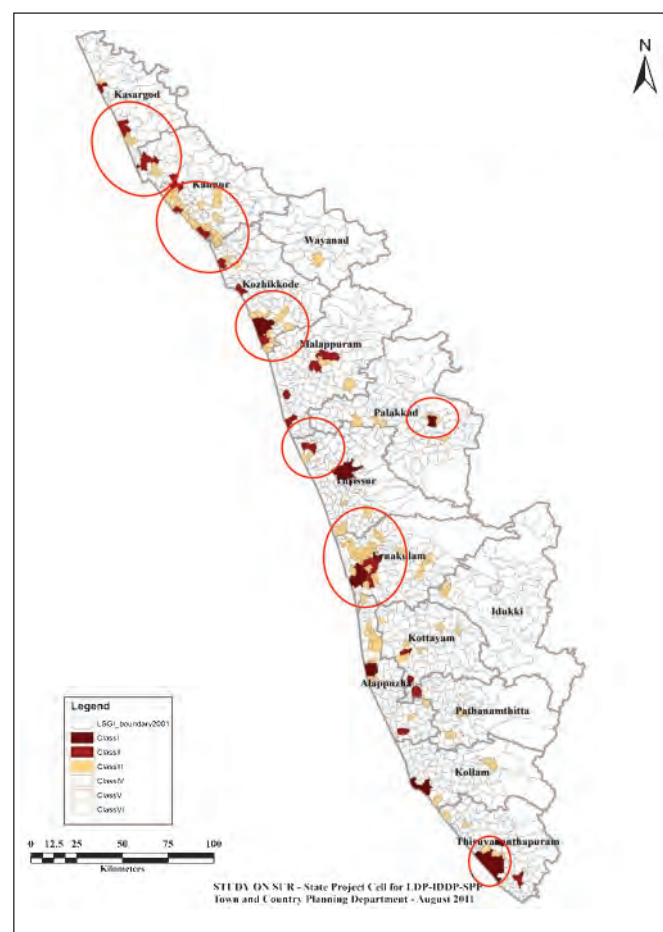 N
Kasargod
Kannur
Wayanad
Kozhikkode
Malappuram
Palakkad
Thrissur
Ernakulam
Idukki
Kottayam
Alappuzha
Pathanamthitta
Kollam
Thiruvananthapuram
Legend
LSGI_boundary2001
ClassI
ClassII
ClassIII
ClassIV
ClassV
ClassVI
0 12.5 25 50 75 100
Kilometers
STUDY ON SUR - State Project Cell for LDP-IDDP-SPP
Town and Country Planning Department - August 2011